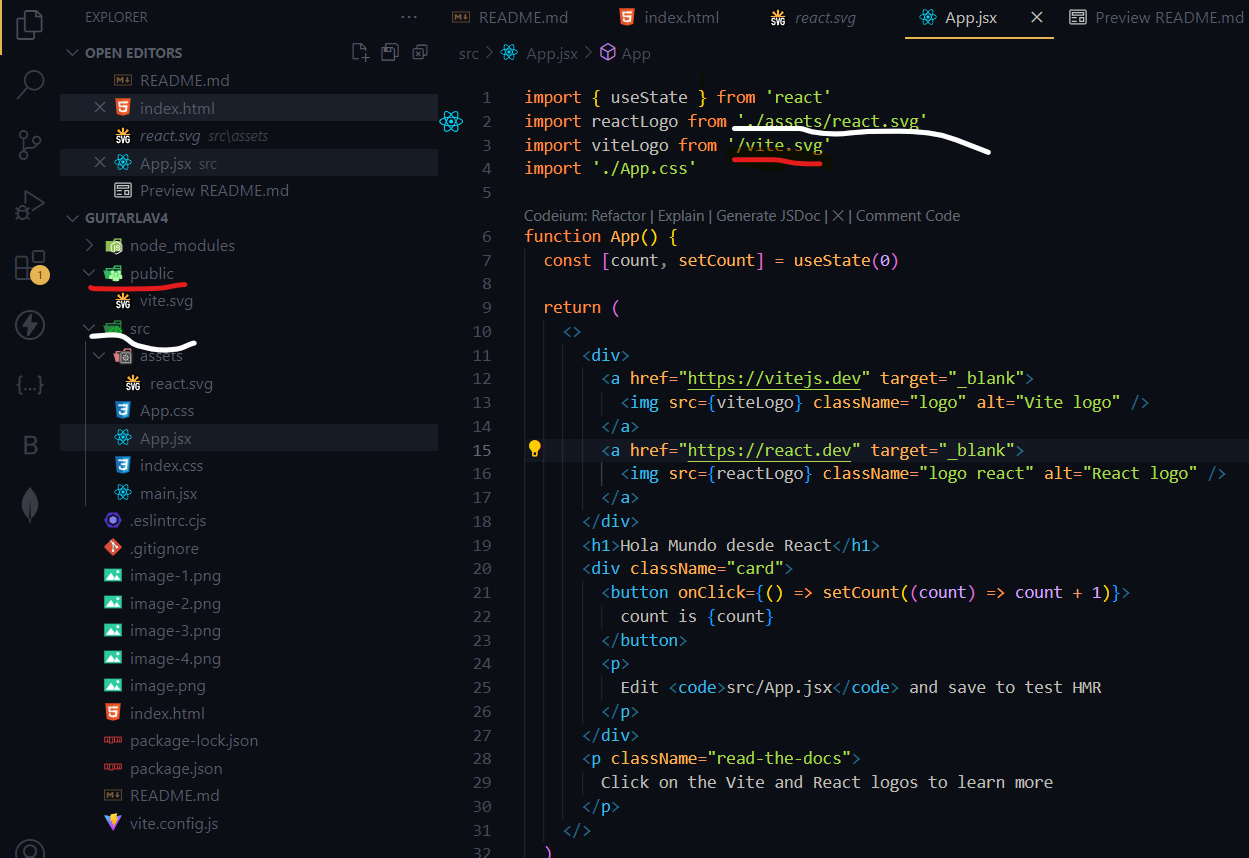 EXPLORER
OPEN EDITORS
README.md
index.html
react.svg src\assets
App.jsx src
Preview README.md
GUITARLAV4
node_modules
public
vite.svg
src
assets
react.svg
App.css
App.jsx
index.css
main.jsx
.eslintrc.cjs
.gitignore
image-1.png
image-2.png
image-3.png
image-4.png
image.png
index.html
package-lock.json
package.json
README.md
vite.config.js
1
README.md index.html react.svg App.jsx Preview README.md
src > App.jsx > App
1 import { useState } from 'react'
2 import reactLogo from './assets/react.svg'
3 import viteLogo from '/vite.svg'
4 import './App.css'
5
Codeium: Refactor | Explain | Generate JSDoc | X | Comment Code
6 function App() {
7 const [count, setCount] = useState(0)
8
9 return (
10 <>
11 <div>
12 <a href="https://vitejs.dev" target="_blank">
13 <img src={viteLogo} className="logo" alt="Vite logo" />
14 </a>
15 <a href="https://react.dev" target="_blank">
16 <img src={reactLogo} className="logo react" alt="React logo" />
17 </a>
18 </div>
19 <h1>Hola Mundo desde React</h1>
20 <div className="card">
21 <button onClick={() => setCount((count) => count + 1)}>
22 count is {count}
23 </button>
24 <p>
25 Edit <code>src/App.jsx</code> and save to test HMR
26 </p>
27 </div>
28 <p className="read-the-docs">
29 Click on the Vite and React logos to learn more
30 </p>
31 </>
32 )